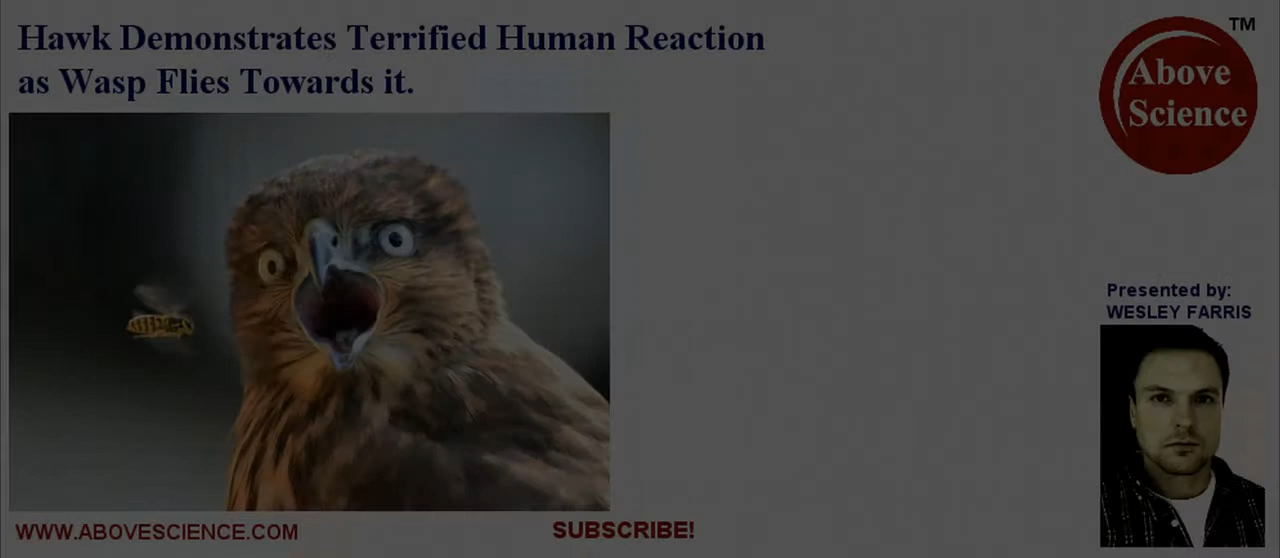 Hawk Demonstrates Terrified Human Reaction
as Wasp Flies Towards it.
TM
Above
Science
Presented by:
WESLEY FARRIS
WWW.ABOVESCIENCE.COM
SUBSCRIBE!